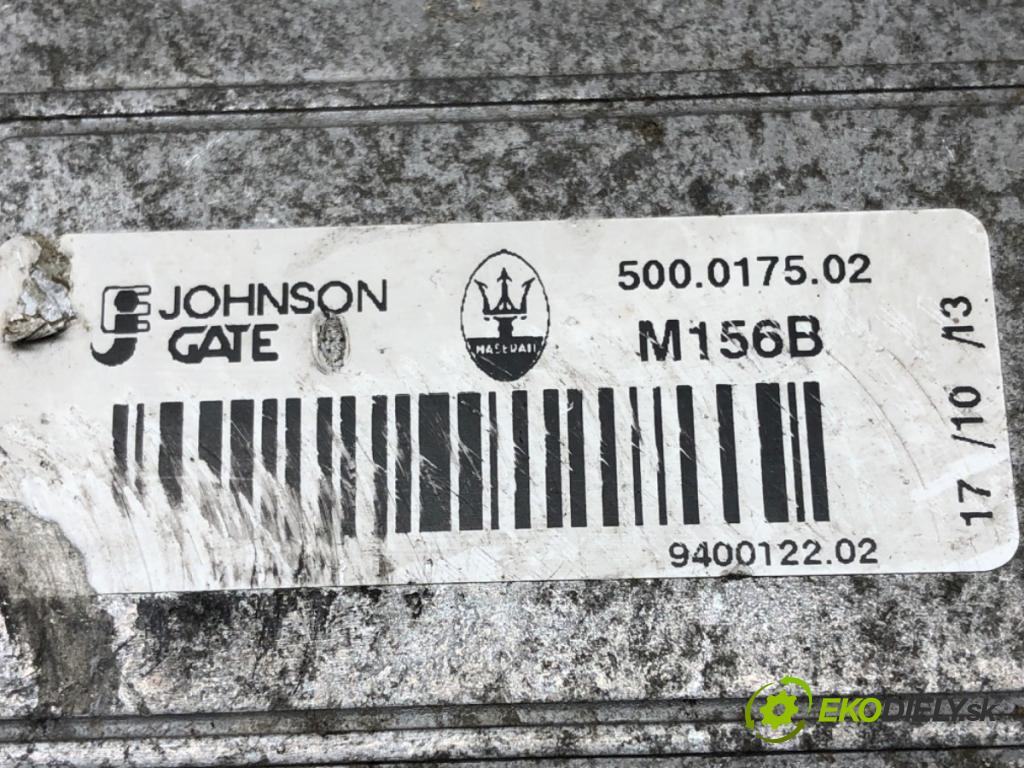 JOHNSON
GATE
MASERATI
500.0175.02
M156B
9400122.02
17 /10 /13
EKODIELY.sk